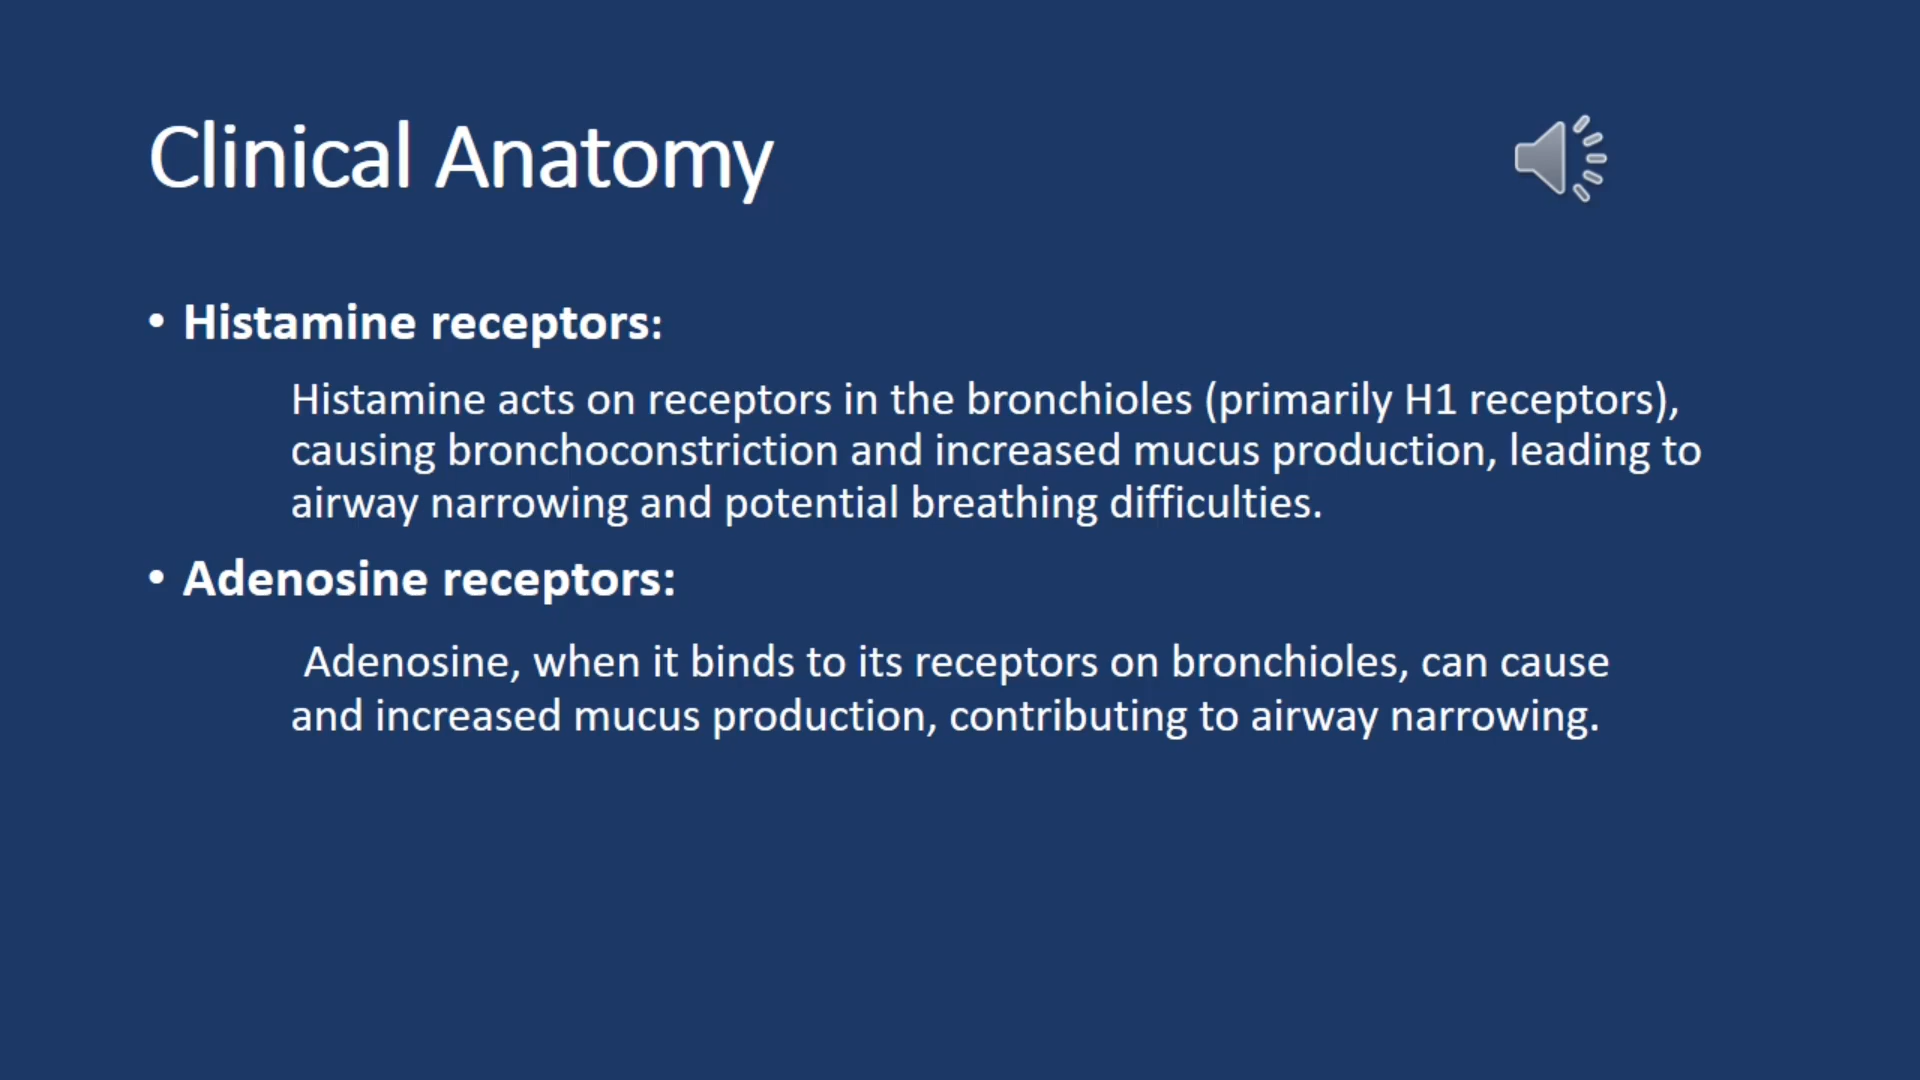 Clinical Anatomy
• Histamine receptors:
Histamine acts on receptors in the bronchioles (primarily H1 receptors),
causing bronchoconstriction and increased mucus production, leading to
airway narrowing and potential breathing difficulties.
• Adenosine receptors:
Adenosine, when it binds to its receptors on bronchioles, can cause
and increased mucus production, contributing to airway narrowing.